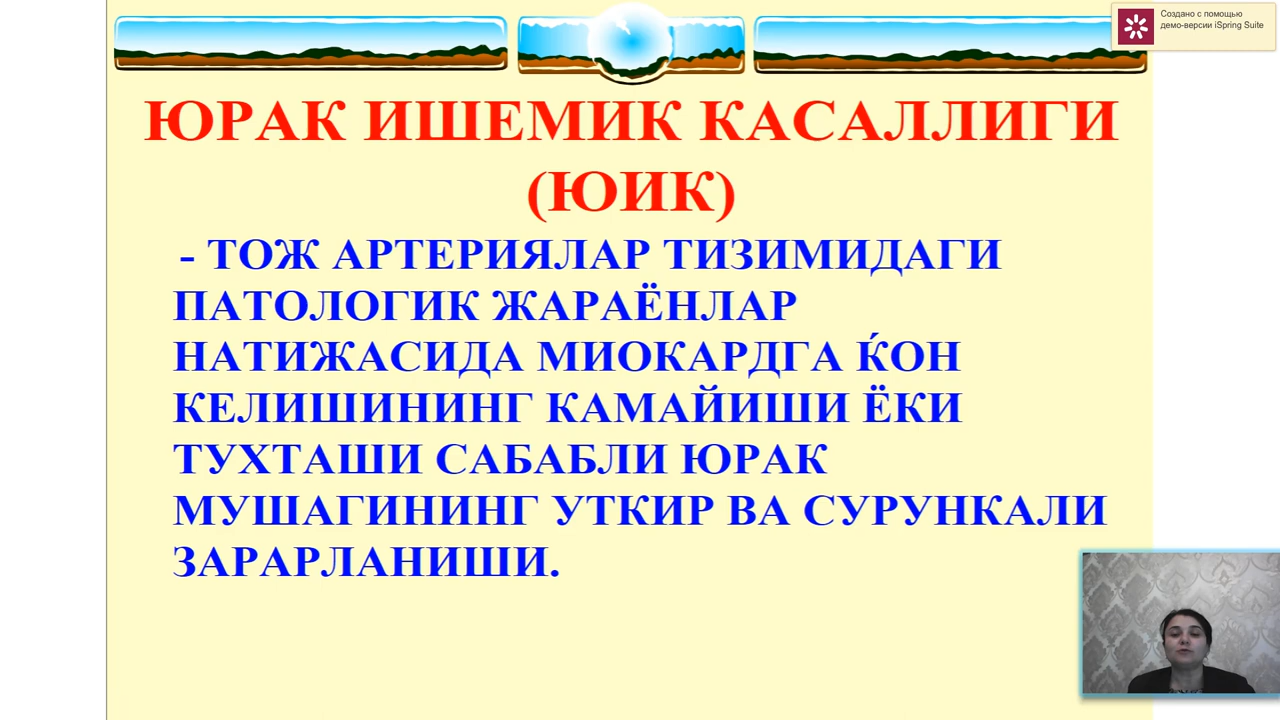 Создано с помощью
демо-версии iSpring Suite
ЮРАК ИШЕМИК КАСАЛЛИГИ
(ЮИК)
- ТОЖ АРТЕРИЯЛАР ТИЗИМИДАГИ
ПАТОЛОГИК ЖАРАЁНЛАР
НАТИЖАСИДА МИОКАРДГА ЌОН
КЕЛИШИНИНГ КАМАЙИШИ ЁКИ
ТУХТАШИ САБАБЛИ ЮРАК
МУШАГИНИНГ УТКИР ВА СУРУНКАЛИ
ЗАРАРЛАНИШИ.